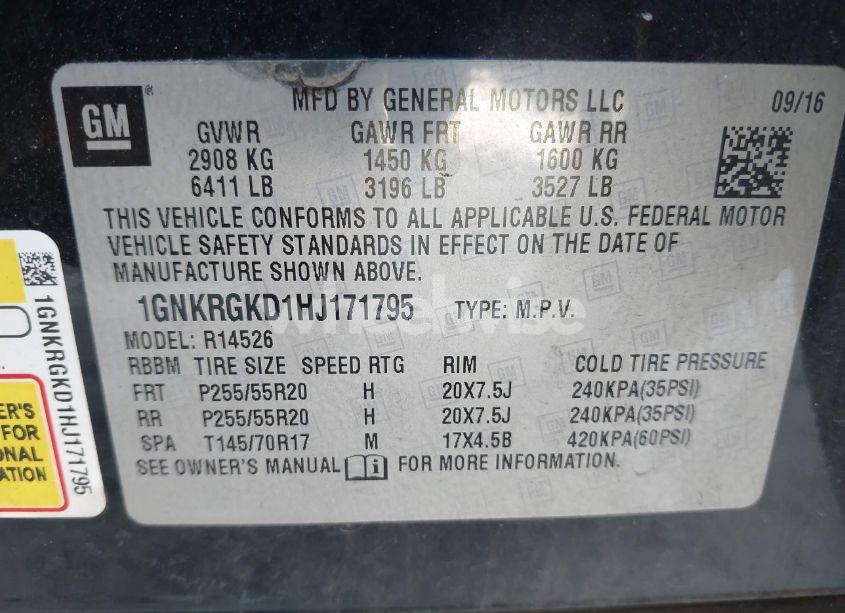 GM
MFD BY GENERAL MOTORS LLC
09/16
GVWR GAWR FRT GAWR RR
2908 KG 1450 KG 1600 KG
6411 LB 3196 LB 3527 LB
THIS VEHICLE CONFORMS TO ALL APPLICABLE U.S. FEDERAL MOTOR
VEHICLE SAFETY STANDARDS IN EFFECT ON THE DATE OF
MANUFACTURE SHOWN ABOVE.
1GNKRGKD1HJ171795 TYPE: M.P.V.
MODEL: R14526
RBBM TIRE SIZE SPEED RTG RIM COLD TIRE PRESSURE
FRT P255/55R20 H 20X7.5J 240KPA(35PSI)
RR P255/55R20 H 20X7.5J 240KPA(35PSI)
SPA T145/70R17 M 17X4.5B 420KPA(60PSI)
SEE OWNER'S MANUAL FOR MORE INFORMATION.
1GNKRGKD1HJ171795
ER'S
FOR
ONAL
ATION